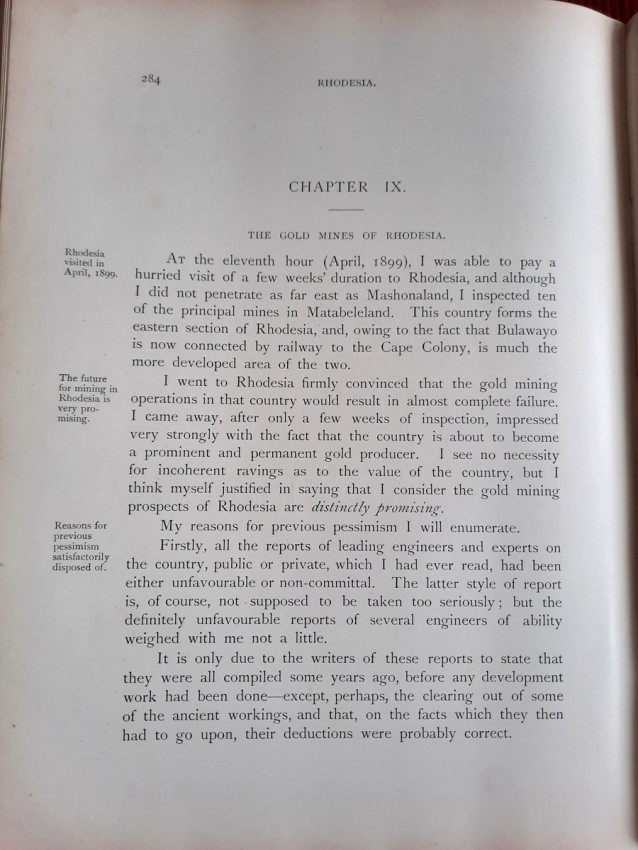 284
RHODESIA.
CHAPTER IX.
THE GOLD MINES OF RHODESIA.
Rhodesia
visited in
April, 1899.
AT the eleventh hour (April, 1899), I was able to pay a
hurried visit of a few weeks' duration to Rhodesia, and although
I did not penetrate as far east as Mashonaland, I inspected ten
of the principal mines in Matabeleland. This country forms the
eastern section of Rhodesia, and, owing to the fact that Bulawayo
is now connected by railway to the Cape Colony, is much the
more developed area of the two.
The future
for mining in
Rhodesia is
very pro-
mising.
I went to Rhodesia firmly convinced that the gold mining
operations in that country would result in almost complete failure.
I came away, after only a few weeks of inspection, impressed
very strongly with the fact that the country is about to become
a prominent and permanent gold producer. I see no necessity
for incoherent ravings as to the value of the country, but I
think myself justified in saying that I consider the gold mining
prospects of Rhodesia are distinctly promising.
Reasons for
previous
pessimism
satisfactorily
disposed of.
My reasons for previous pessimism I will enumerate.
Firstly, all the reports of leading engineers and experts on
the country, public or private, which I had ever read, had been
either unfavourable or non-committal. The latter style of report
is, of course, not supposed to be taken too seriously; but the
definitely unfavourable reports of several engineers of ability
weighed with me not a little.
It is only due to the writers of these reports to state that
they were all compiled some years ago, before any development
work had been done—except, perhaps, the clearing out of some
of the ancient workings, and that, on the facts which they then
had to go upon, their deductions were probably correct.